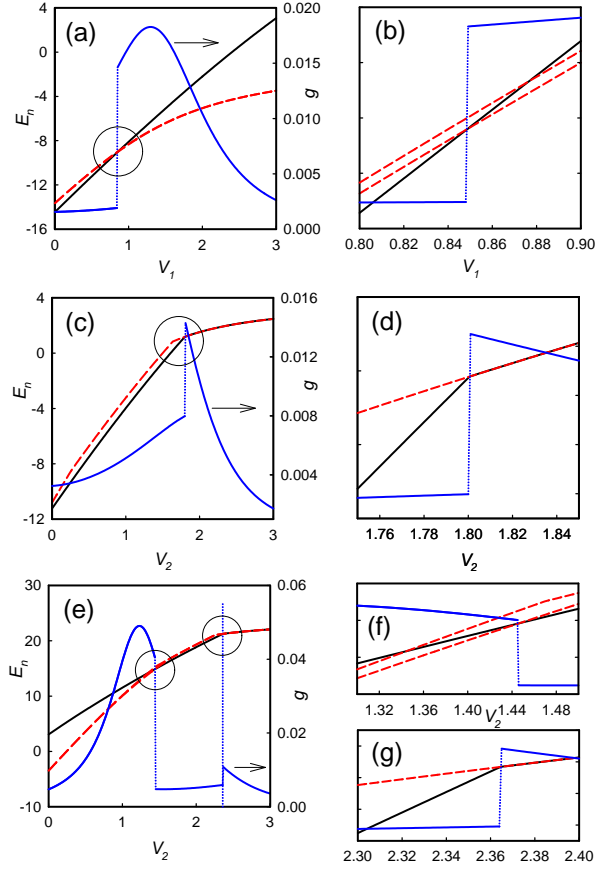 (a)
E_n
4
0
-4
-8
-12
-16
0 1 2 3
V_1
0.020
0.015
0.010
0.005
0.000
g
(b)
0.80 0.82 0.84 0.86 0.88 0.90
V_1
(c)
E_n
4
0
-4
-8
-12
0 1 2 3
V_2
0.016
0.012
0.008
0.004
g
(d)
1.76 1.78 1.80 1.82 1.84
V_2
(e)
E_n
30
20
10
0
-10
0 1 2 3
V_2
0.06
0.04
0.02
0.00
g
(f)
1.32 1.36 1.40 1.44 1.48
V_2
(g)
2.30 2.32 2.34 2.36 2.38 2.40